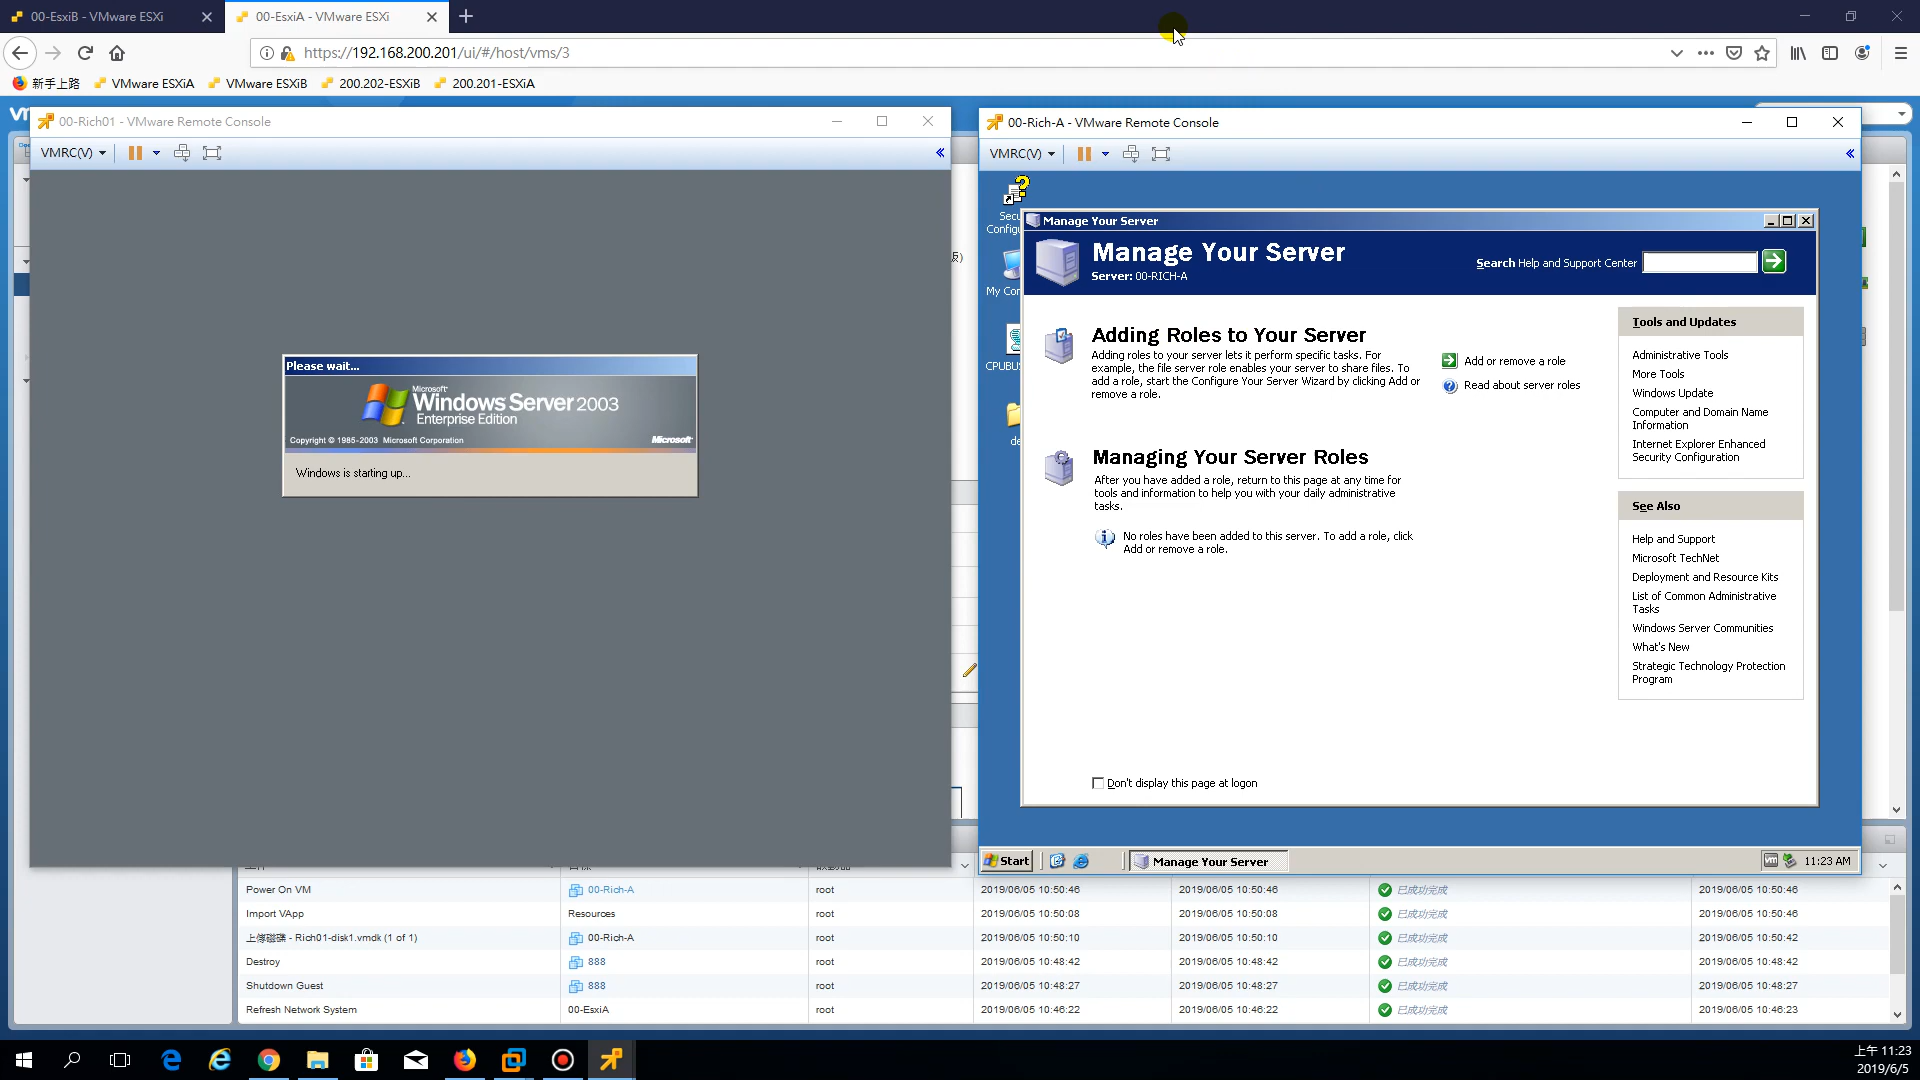 00-EsxiB - VMware ESXi
00-EsxiA - VMware ESXi
https://192.168.200.201/ui/#/host/vms/3
新手上路
VMware ESXiA
VMware ESXiB
200.202-ESXiB
200.201-ESXiA
00-Rich01 - VMware Remote Console
VMRC(V)
Please wait...
Microsoft
Windows Server 2003
Enterprise Edition
Copyright © 1985-2003 Microsoft Corporation
Microsoft
Windows is starting up...
00-Rich-A - VMware Remote Console
VMRC(V)
Manage Your Server
Manage Your Server
Server: 00-RICH-A
Search Help and Support Center
Adding Roles to Your Server
Adding roles to your server lets it perform specific tasks. For
example, the file server role enables your server to share files. To
add a role, start the Configure Your Server Wizard by clicking Add or
remove a role.
Add or remove a role
Read about server roles
Managing Your Server Roles
After you have added a role, return to this page at any time for
tools and information to help you with your daily administrative
tasks.
No roles have been added to this server. To add a role, click
Add or remove a role.
Tools and Updates
Administrative Tools
More Tools
Windows Update
Computer and Domain Name
Information
Internet Explorer Enhanced
Security Configuration
See Also
Help and Support
Microsoft TechNet
Deployment and Resource Kits
List of Common Administrative
Tasks
Windows Server Communities
What's New
Strategic Technology Protection
Program
Don't display this page at logon
Start
Manage Your Server
11:23 AM
Power On VM 00-Rich-A root 2019/06/05 10:50:46 2019/06/05 10:50:46 已成功完成 2019/06/05 10:50:46
Import VApp Resources root 2019/06/05 10:50:08 2019/06/05 10:50:08 已成功完成 2019/06/05 10:50:46
上傳磁碟 - Rich01-disk1.vmdk (1 of 1) 00-Rich-A root 2019/06/05 10:50:10 2019/06/05 10:50:10 已成功完成 2019/06/05 10:50:42
Destroy 888 root 2019/06/05 10:48:42 2019/06/05 10:48:42 已成功完成 2019/06/05 10:48:42
Shutdown Guest 888 root 2019/06/05 10:48:27 2019/06/05 10:48:27 已成功完成 2019/06/05 10:48:27
Refresh Network System 00-EsxiA root 2019/06/05 10:46:22 2019/06/05 10:46:22 已成功完成 2019/06/05 10:46:23
上午 11:23
2019/6/5